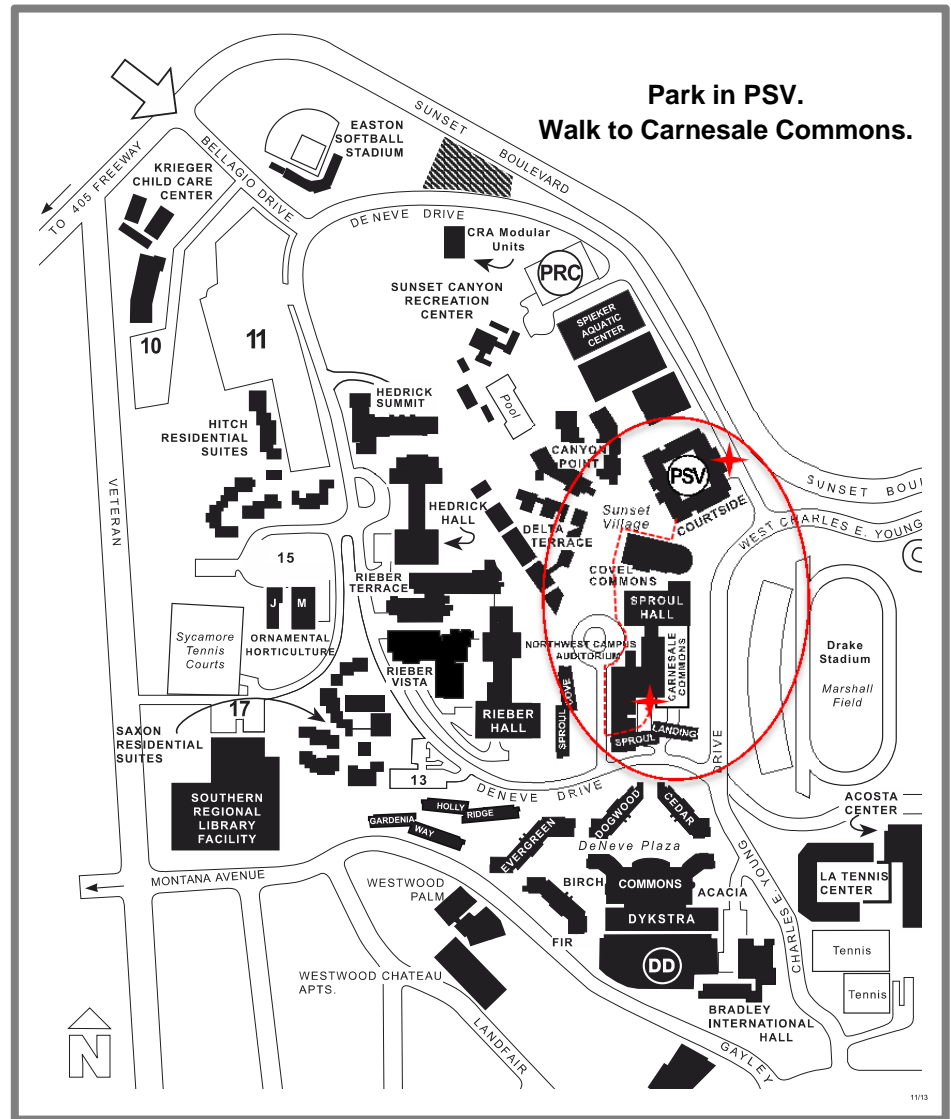 Park in PSV.
Walk to Carnesale Commons.
SUNSET
BOULEVARD
EASTON
SOFTBALL
STADIUM
BELLAGIO DRIVE
TO 405 FREEWAY
KRIEGER
CHILD CARE
CENTER
DE NEVE DRIVE
CRA Modular
Units
PRC
SUNSET CANYON
RECREATION
CENTER
SPIEKER
AQUATIC
CENTER
10
11
Pool
HEDRICK
SUMMIT
HITCH
RESIDENTIAL
SUITES
CANYON
POINT
PSV
SUNSET BOU
VETERAN
HEDRICK
HALL
Sunset
Village
COURTSIDE
WEST CHARLES E. YOUNG
DELTA
TERRACE
15
COVEL
COMMONS
RIEBER
TERRACE
SPROUL
HALL
J
M
ORNAMENTAL
HORTICULTURE
Sycamore
Tennis
Courts
NORTHWEST CAMPUS
AUDITORIUM
CARNESALE
COMMONS
Drake
Stadium
Marshall
Field
RIEBER
VISTA
SPROUL COVE
RIEBER
HALL
17
SAXON
RESIDENTIAL
SUITES
SPROUL
LANDING
DRIVE
13
DENEVE DRIVE
SOUTHERN
REGIONAL
LIBRARY
FACILITY
HOLLY
RIDGE
GARDENIA
WAY
EVERGREEN
DOGWOOD
CEDAR
ACOSTA
CENTER
DeNeve Plaza
MONTANA AVENUE
BIRCH
COMMONS
ACACIA
LA TENNIS
CENTER
WESTWOOD
PALM
DYKSTRA
CHARLES E. YOUNG
FIR
Tennis
DD
WESTWOOD CHATEAU
APTS.
Tennis
BRADLEY
INTERNATIONAL
HALL
LANDFAIR
GAYLEY
N
11/13